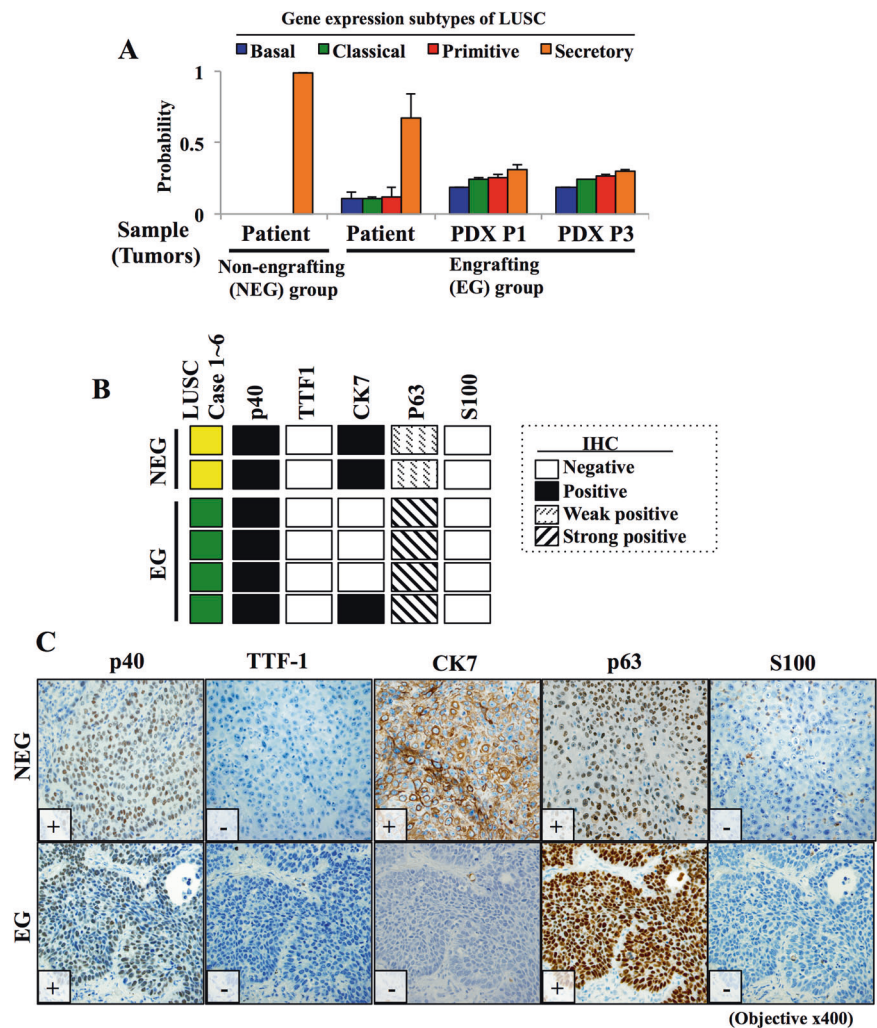 Gene expression subtypes of LUSC
A
Basal Classical Primitive Secretory
1
0.5
0
Probability
Sample
(Tumors)
Patient Patient PDX P1 PDX P3
Non-engrafting
(NEG) group
Engrafting
(EG) group
B
LUSC
Case 1~6
p40
TTF1
CK7
P63
S100
NEG
EG
IHC
Negative
Positive
Weak positive
Strong positive
C
p40 TTF-1 CK7 p63 S100
NEG
+ - + + -
EG
+ - - + -
(Objective x400)